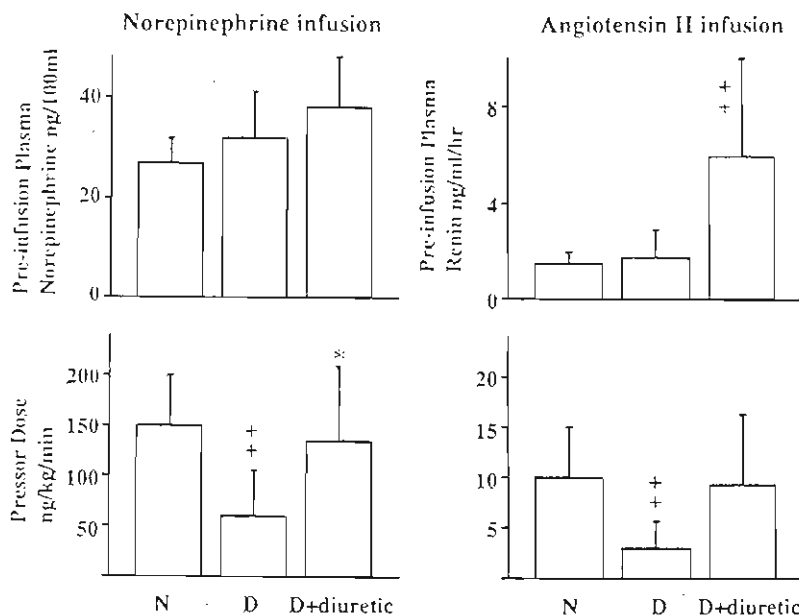 Norepinephrine infusion
Angiotensin II infusion
Pre-infusion Plasma
Norepinephrine ng/100ml
40
20
0
Pre-infusion Plasma
Renin ng/ml/hr
8
4
0
+
+
Pressor Dose
ng/kg/min
200
150
100
50
+
+
*
20
15
10
5
+
+
N D D+diuretic
N D D+diuretic